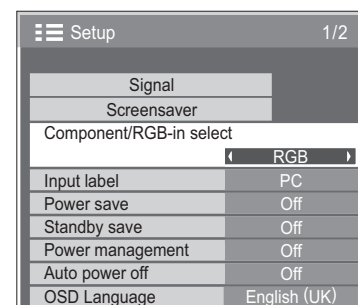 Setup 1/2
Signal
Screensaver
Component/RGB-in select
RGB
Input label PC
Power save Off
Standby save Off
Power management Off
Auto power off Off
OSD Language English (UK)